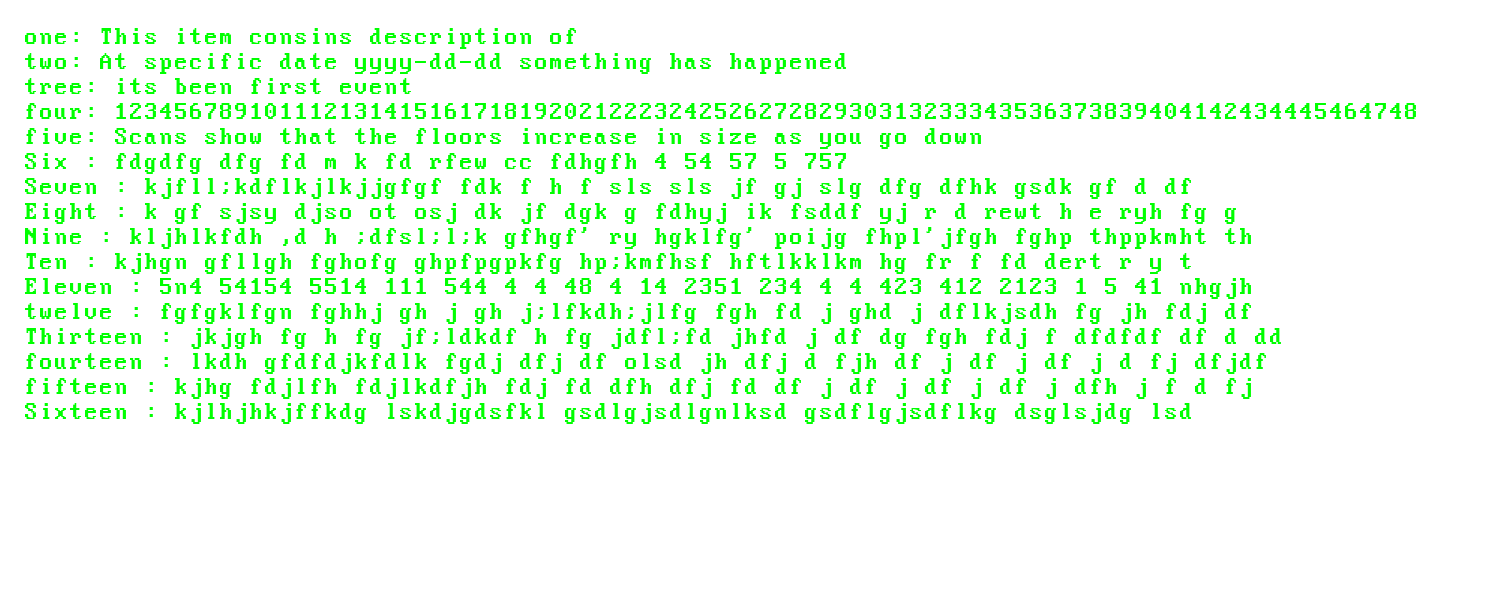 one: This item consins description of
two: At specific date yyyy-dd-dd something has happened
tree: its been first event
four: 123456789101112131415161718192021222324252627282930313233343536373839404142434445464748
five: Scans show that the floors increase in size as you go down
Six : fdgdfg dfg fd m k fd rfew cc fdhgfh 4 54 57 5 757
Seven : kjfll;kdflkjlkjjgfgf fdk f h f sls sls jf gj slg dfg dfhk gsdk gf d df
Eight : k gf sjsy djso ot osj dk jf dgk g fdhyj ik fsddf yj r d rewt h e ryh fg g
Nine : kljhlkfdh ,d h ;dfsl;l;k gfhgf' ry hgklfg' poijg fhpl'jfgh fghp thppkmht th
Ten : kjhgn gfllgh fghofg ghpfpgpkfg hp;kmfhsf hftlkklkm hg fr f fd dert r y t
Eleven : 5n4 54154 5514 111 544 4 4 48 4 14 2351 234 4 4 423 412 2123 1 5 41 nhgjh
twelve : fgfgklfgn fghhj gh j gh j;lfkdh;jlfg fgh fd j ghd j dflkjsdh fg jh fdj df
Thirteen : jkjgh fg h fg jf;ldkdf h fg jdfl;fd jhfd j df dg fgh fdj f dfdfdf df d dd
fourteen : lkdh gfdfdjkfdlk fgdj dfj df olsd jh dfj d fjh df j df j df j d fj dfjdf
fifteen : kjhg fdjlfh fdjlkdfjh fdj fd dfh dfj fd df j df j df j df j dfh j f d fj
Sixteen : kjlhjhkjffkdg lskdjgdsfkl gsdlgjsdlgnlksd gsdflgjsdflkg dsglsjdg lsd